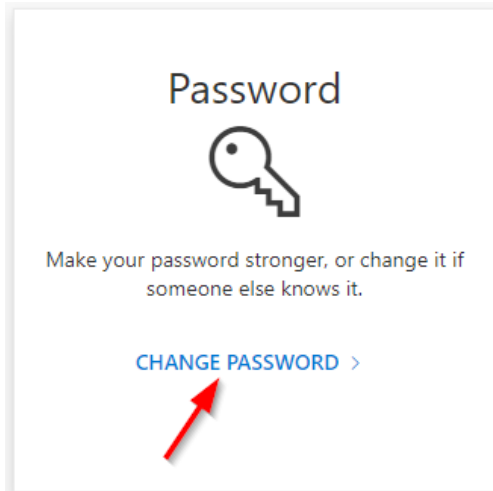 Password
Make your password stronger, or change it if
someone else knows it.
CHANGE PASSWORD >